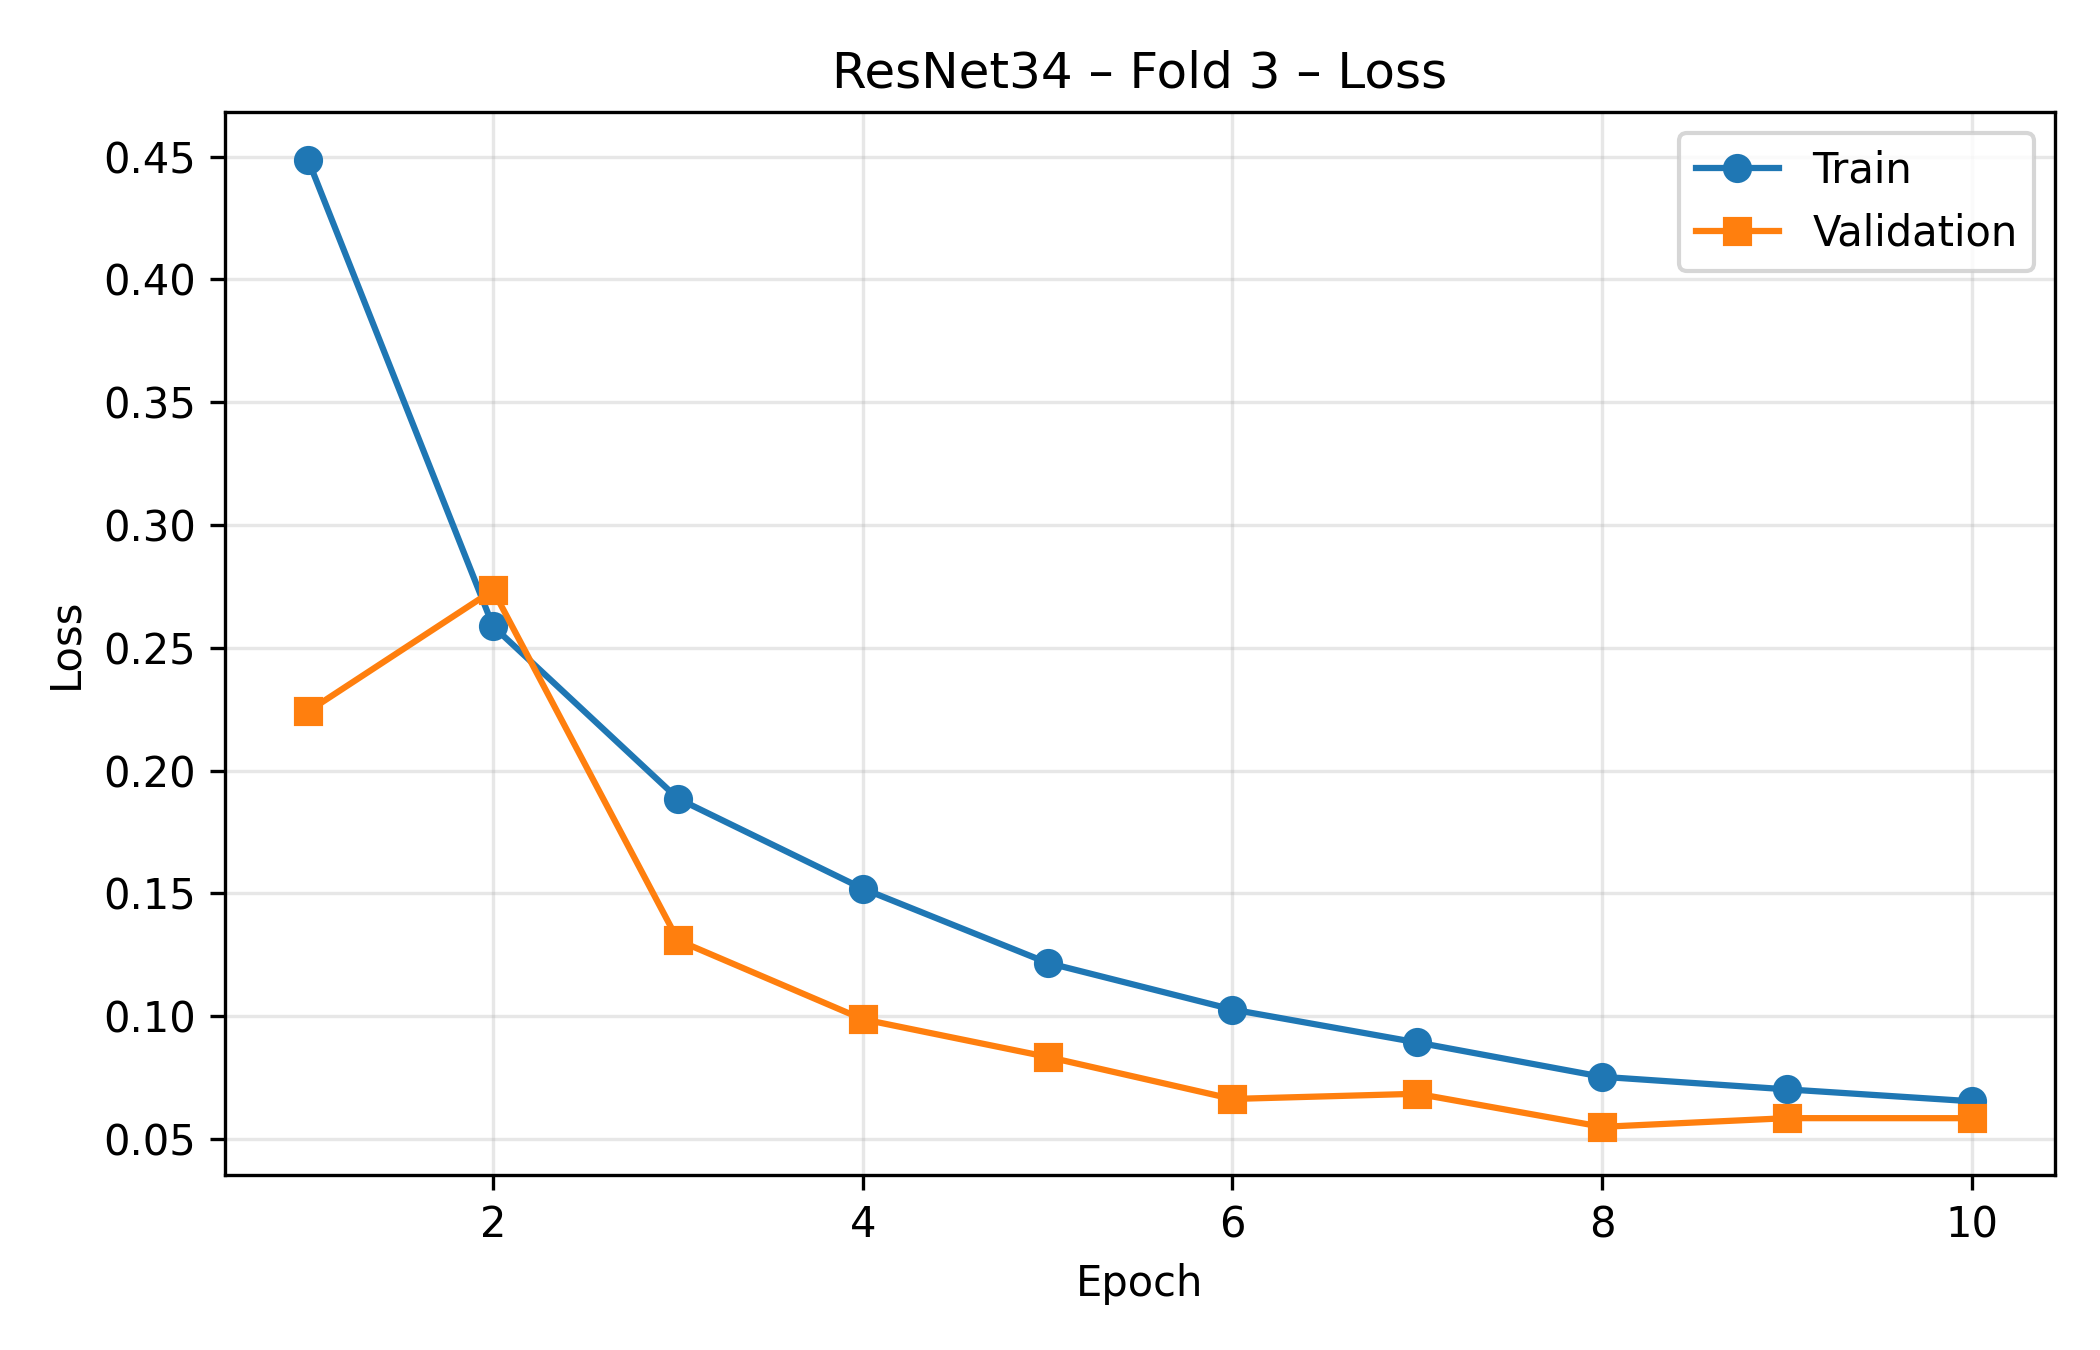 ResNet34 – Fold 3 – Loss
Train
Validation
0.45
0.40
0.35
0.30
0.25
0.20
0.15
0.10
0.05
Loss
2 4 6 8 10
Epoch